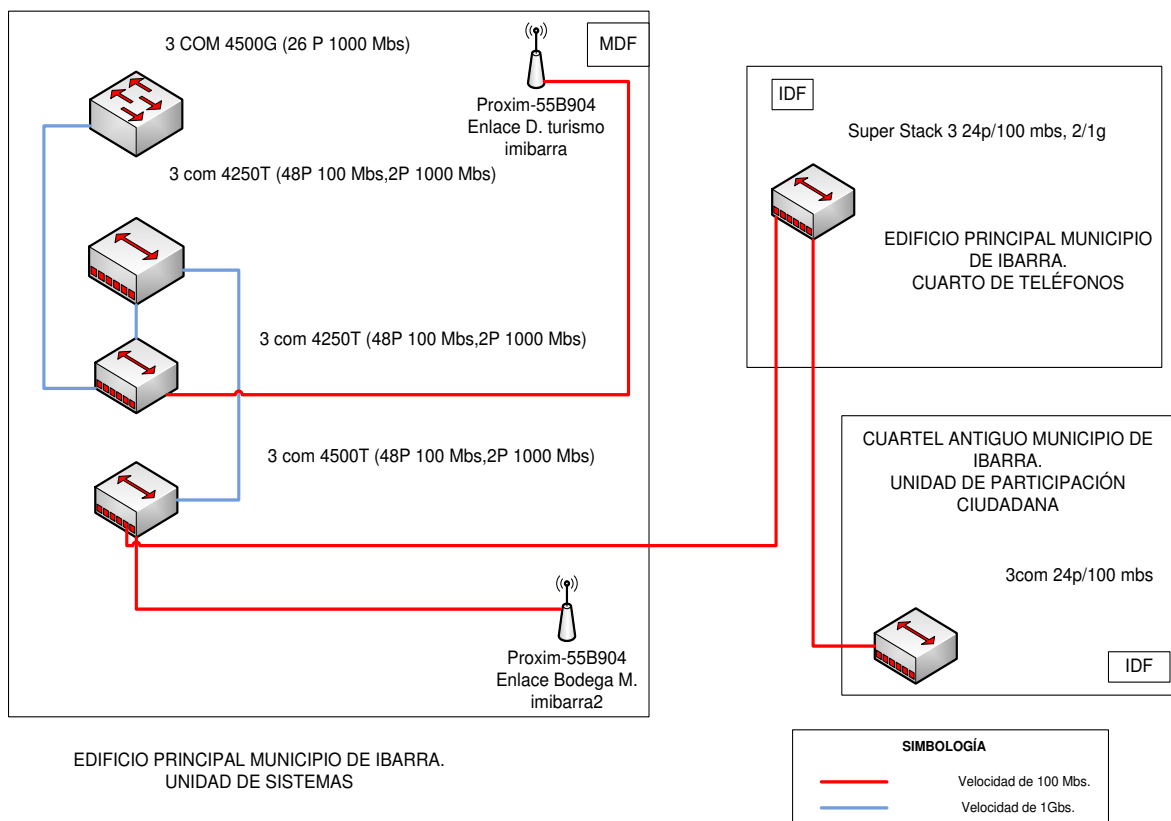 3 COM 4500G (26 P 1000 Mbs)
MDF
Proxim-55B904
Enlace D. turismo
imibarra
3 com 4250T (48P 100 Mbs,2P 1000 Mbs)
3 com 4250T (48P 100 Mbs,2P 1000 Mbs)
3 com 4500T (48P 100 Mbs,2P 1000 Mbs)
Proxim-55B904
Enlace Bodega M.
imibarra2
EDIFICIO PRINCIPAL MUNICIPIO DE IBARRA.
UNIDAD DE SISTEMAS
IDF
Super Stack 3 24p/100 mbs, 2/1g
EDIFICIO PRINCIPAL MUNICIPIO
DE IBARRA.
CUARTO DE TELÉFONOS
CUARTEL ANTIGUO MUNICIPIO DE
IBARRA.
UNIDAD DE PARTICIPACIÓN
CIUDADANA
3com 24p/100 mbs
IDF
SIMBOLOGÍA
Velocidad de 100 Mbs.
Velocidad de 1Gbs.